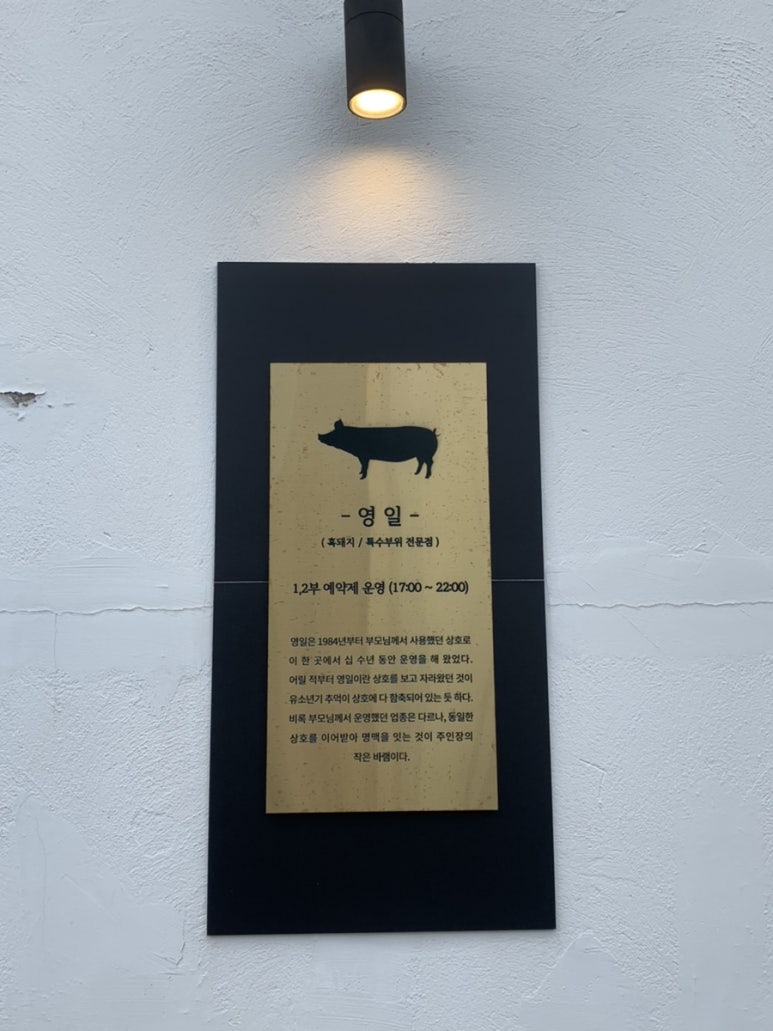 - 영 일 -
( 흑돼지 / 특수부위 전문점 )
1,2부 예약제 운영 (17:00 ~ 22:00)
영일은 1984년부터 부모님께서 사용했던 상호로
이 한 곳에서 십 수년 동안 운영을 해 왔었다.
어릴 적부터 영일이란 상호를 보고 자라왔던 것이
유소년기 추억이 상호에 다 함축되어 있는 듯 하다.
비록 부모님께서 운영했던 업종은 다르나, 동일한
상호를 이어받아 명맥을 잇는 것이 주인장의
작은 바램이다.